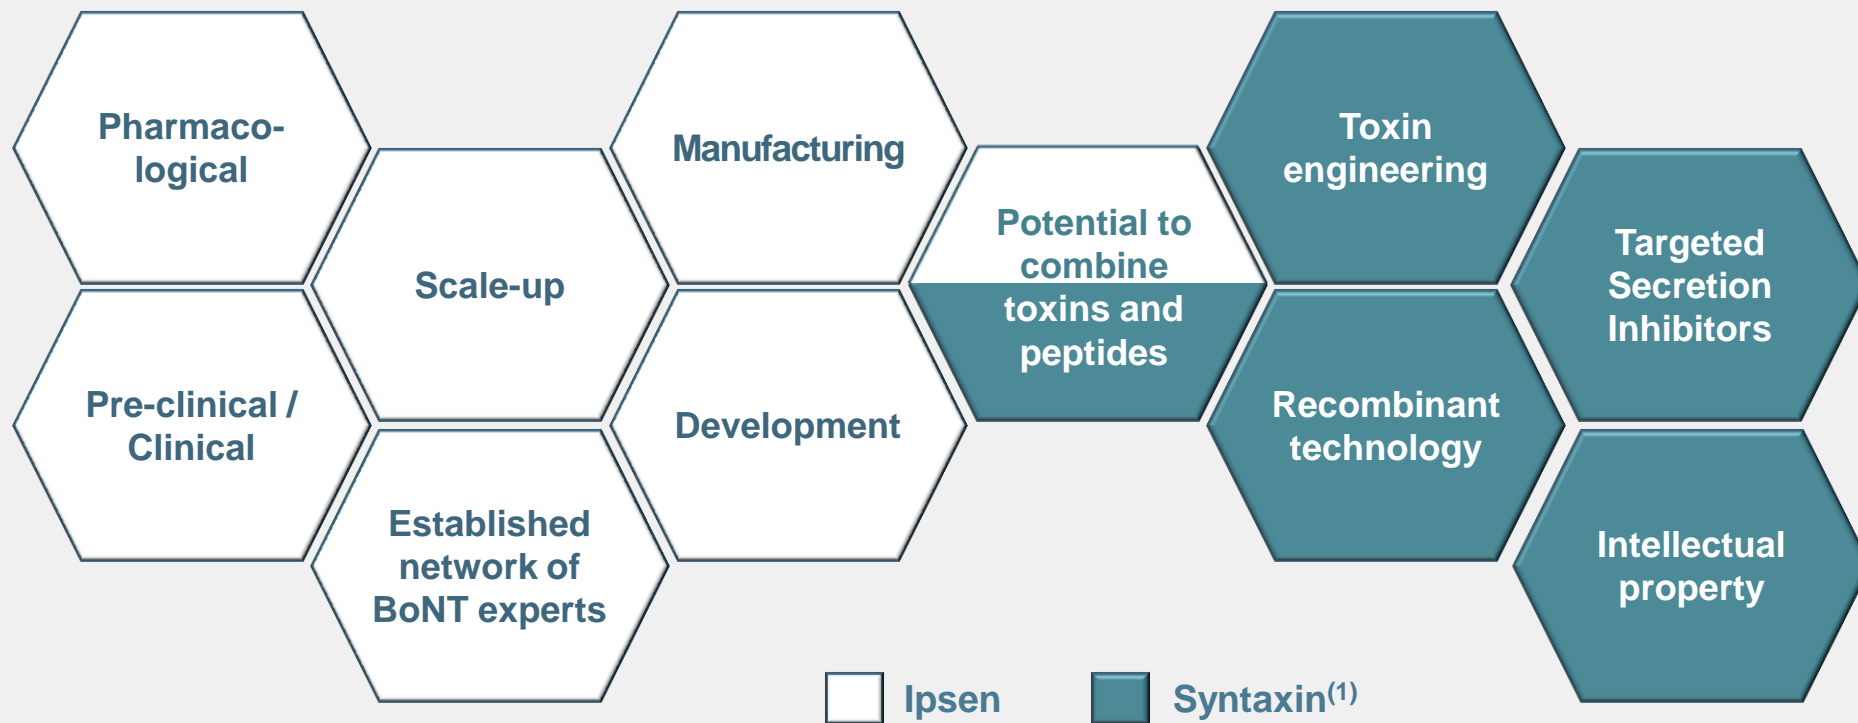 Pharmaco-
logical
Pre-clinical /
Clinical
Scale-up
Established
network of
BoNT experts
Manufacturing
Development
Potential to
combine
toxins and
peptides
Toxin
engineering
Recombinant
technology
Targeted
Secretion
Inhibitors
Intellectual
property
Ipsen
Syntaxin(1)